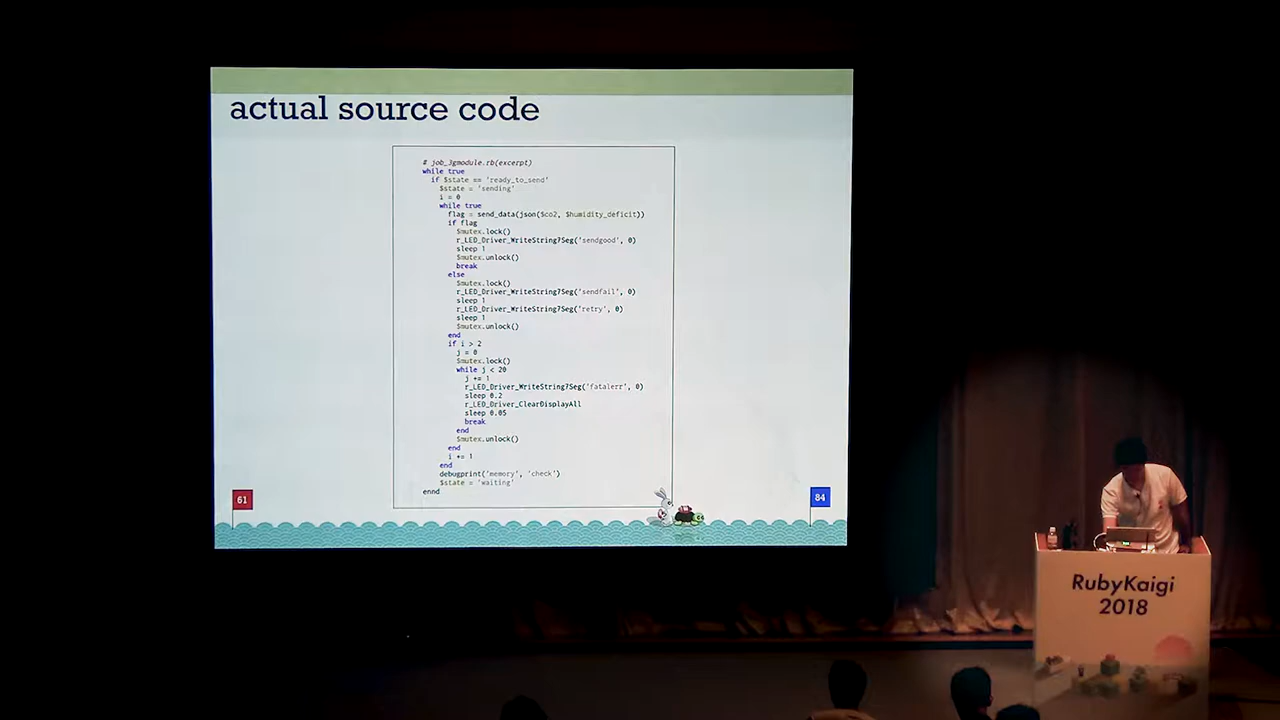 actual source code
# job_3gmodule.rb(excerpt)
while true
if $state == 'ready_to_send'
$state = 'sending'
i = 0
while true
flag = send_data(json($co2, $humidity_deficit))
if flag
$mutex.lock()
r_LED_Driver_WriteString7Seg('sendgood', 0)
sleep 1
$mutex.unlock()
break
else
$mutex.lock()
r_LED_Driver_WriteString7Seg('sendfail', 0)
sleep 1
r_LED_Driver_WriteString7Seg('retry', 0)
sleep 1
$mutex.unlock()
end
if i > 2
j = 0
$mutex.lock()
while j < 20
j += 1
r_LED_Driver_WriteString7Seg('fatalerr', 0)
sleep 0.2
r_LED_Driver_ClearDisplayAll
sleep 0.05
break
end
$mutex.unlock()
end
i += 1
end
debugprint('memory', 'check')
$state = 'waiting'
ennd
61
84
RubyKaigi
2018